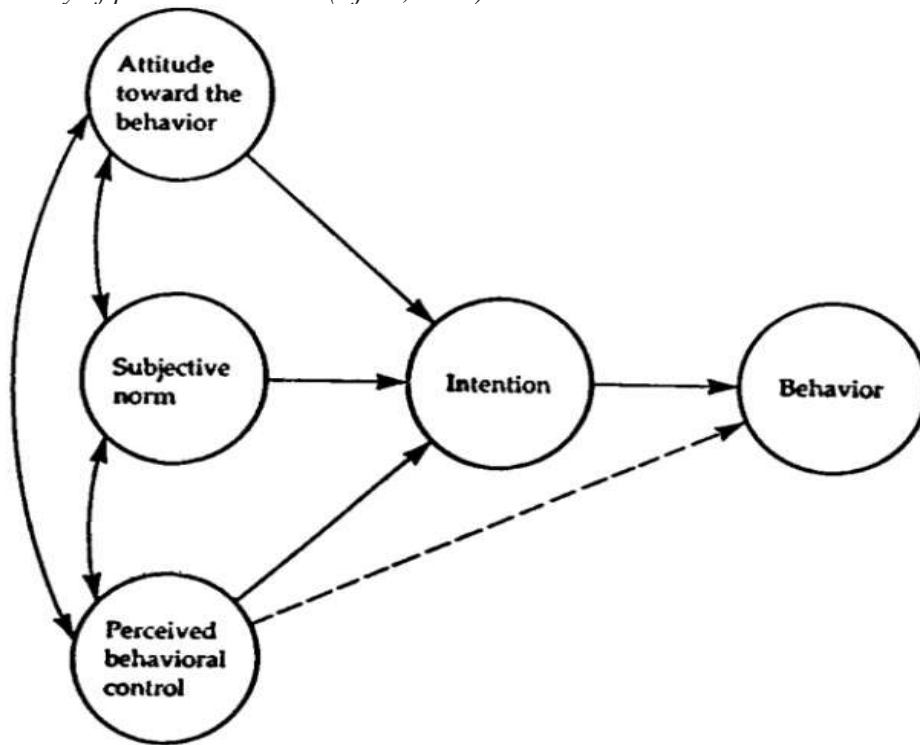 Attitude
toward the
behavior
Subjective
norm
Intention
Behavior
Perceived
behavioral
control